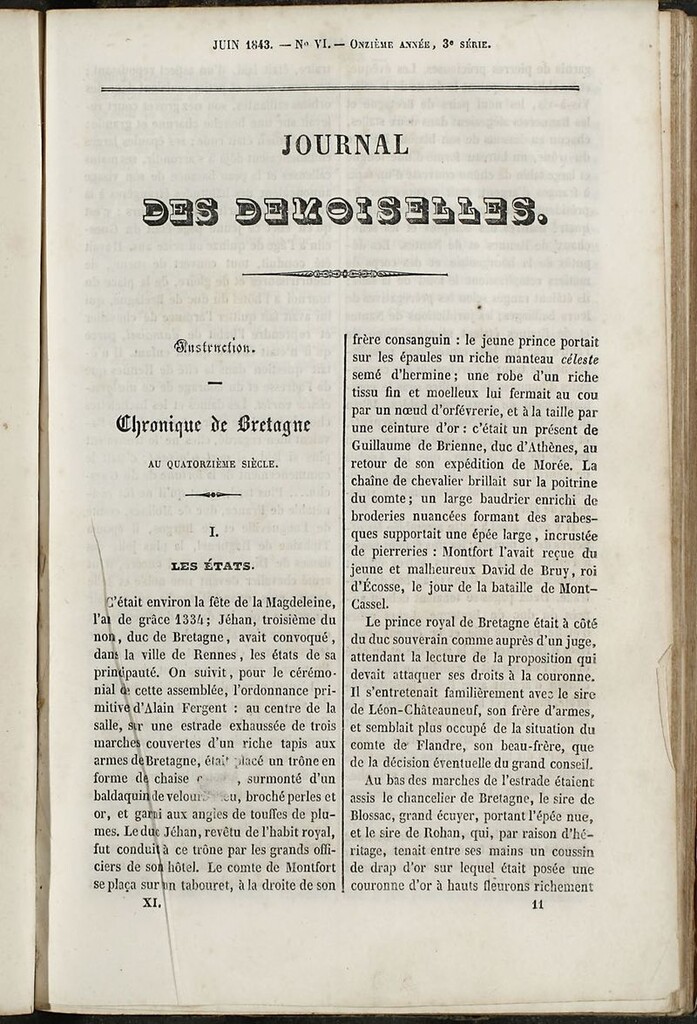 JUIN 1843. — No VI. — ONZIÈME ANNÉE, 3e SÉRIE.
JOURNAL
DES DEMOISELLES.
Instruction.
Chronique de Bretagne
AU QUATORZIÈME SIÈCLE.
I.
LES ÉTATS.
C'était environ la fête de la Magdeleine,
l'an de grâce 1334; Jéhan, troisième du
nom, duc de Bretagne, avait convoqué,
dans la ville de Rennes, les états de sa
principauté. On suivit, pour le cérémo-
nial de cette assemblée, l'ordonnance pri-
mitive d'Alain Fergent : au centre de la
salle, sur une estrade exhaussée de trois
marches couvertes d'un riche tapis aux
armes de Bretagne, était placé un trône en
forme de chaise , surmonté d'un
baldaquin de velours , broché perles et
or, et garni aux angles de touffes de plu-
mes. Le duc Jéhan, revêtu de l'habit royal,
fut conduit à ce trône par les grands offi-
ciers de son hôtel. Le comte de Montfort
se plaça sur un tabouret, à la droite de son
XI.
frère consanguin : le jeune prince portait
sur les épaules un riche manteau céleste
semé d'hermine; une robe d'un riche
tissu fin et moelleux lui fermait au cou
par un nœud d'orfévrerie, et à la taille par
une ceinture d'or : c'était un présent de
Guillaume de Brienne, duc d'Athènes, au
retour de son expédition de Morée. La
chaîne de chevalier brillait sur la poitrine
du comte; un large baudrier enrichi de
broderies nuancées formant des arabes-
ques supportait une épée large, incrustée
de pierreries : Montfort l'avait reçue du
jeune et malheureux David de Bruy, roi
d'Écosse, le jour de la bataille de Mont-
Cassel.
Le prince royal de Bretagne était à côté
du duc souverain comme auprès d'un juge,
attendant la lecture de la proposition qui
devait attaquer ses droits à la couronne.
Il s'entretenait familièrement avec le sire
de Léon-Châteauneuf, son frère d'armes,
et semblait plus occupé de la situation du
comte de Flandre, son beau-frère, que
de la décision éventuelle du grand conseil.
Au bas des marches de l'estrade étaient
assis le chancelier de Bretagne, le sire de
Blossac, grand écuyer, portant l'épée nue,
et le sire de Rohan, qui, par raison d'hé-
ritage, tenait entre ses mains un coussin
de drap d'or sur lequel était posée une
couronne d'or à hauts fleurons richement
11